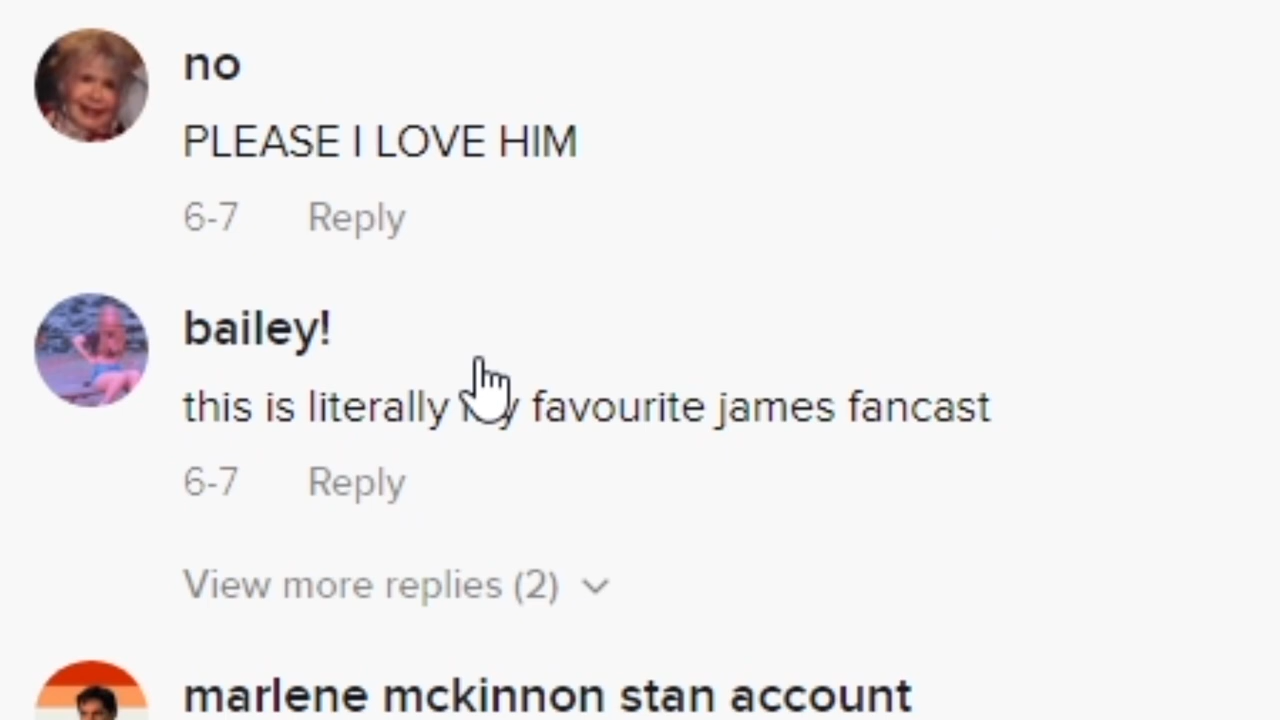 no
PLEASE I LOVE HIM
6-7 Reply
bailey!
this is literally favourite james fancast
6-7 Reply
View more replies (2)
marlene mckinnon stan account